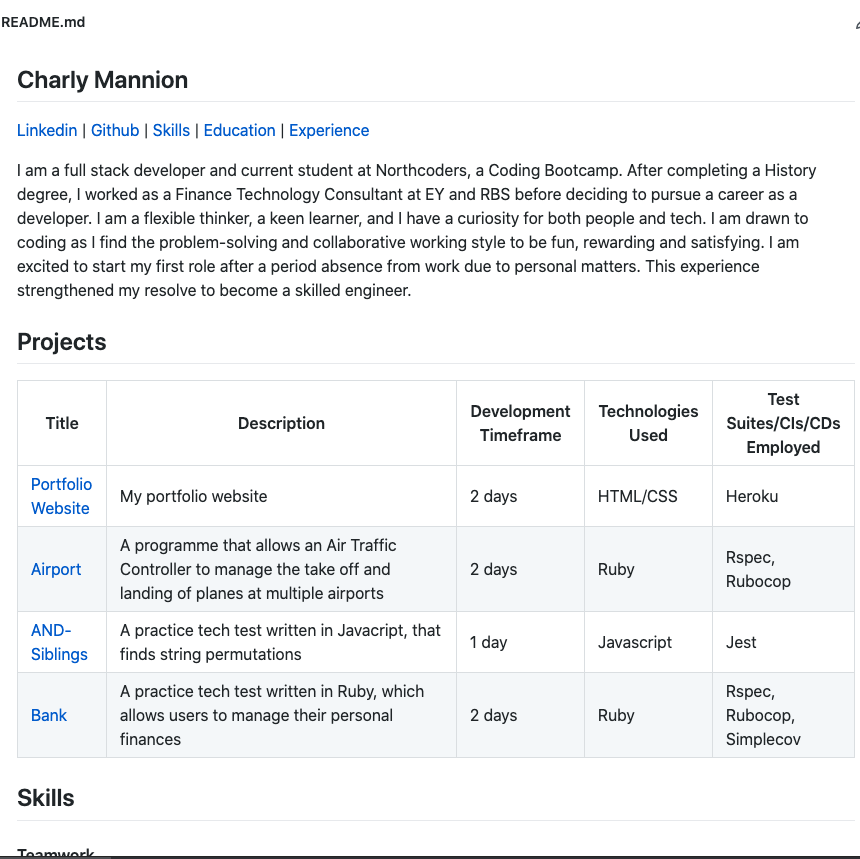 README.md
Charly Mannion
Linkedin | Github | Skills | Education | Experience
I am a full stack developer and current student at Northcoders, a Coding Bootcamp. After completing a History
degree, I worked as a Finance Technology Consultant at EY and RBS before deciding to pursue a career as a
developer. I am a flexible thinker, a keen learner, and I have a curiosity for both people and tech. I am drawn to
coding as I find the problem-solving and collaborative working style to be fun, rewarding and satisfying. I am
excited to start my first role after a period absence from work due to personal matters. This experience
strengthened my resolve to become a skilled engineer.
Projects
Title
Description
Development
Timeframe
Technologies
Used
Test
Suites/CIs/CDs
Employed
Portfolio
Website
My portfolio website
2 days
HTML/CSS
Heroku
Airport
A programme that allows an Air Traffic
Controller to manage the take off and
landing of planes at multiple airports
2 days
Ruby
Rspec,
Rubocop
AND-
Siblings
A practice tech test written in Javacript, that
finds string permutations
1 day
Javascript
Jest
Bank
A practice tech test written in Ruby, which
allows users to manage their personal
finances
2 days
Ruby
Rspec,
Rubocop,
Simplecov
Skills
Teamwork